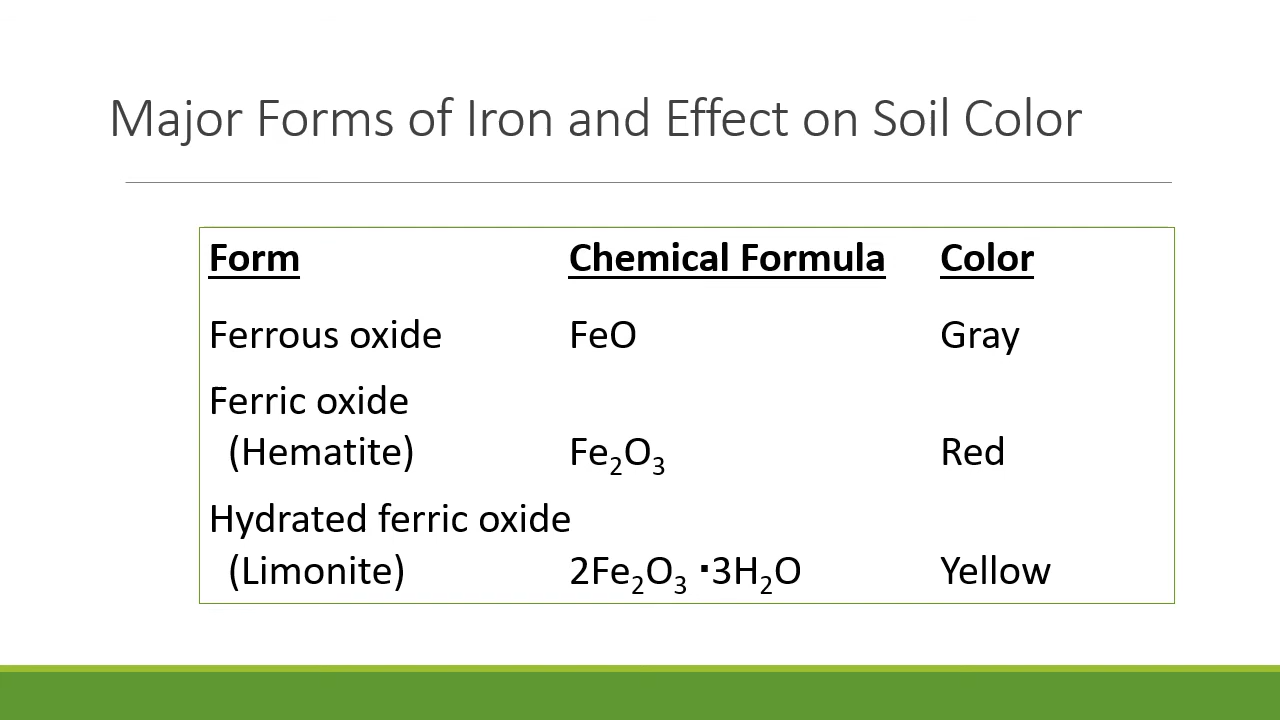 Major Forms of Iron and Effect on Soil Color
Form Chemical Formula Color
Ferrous oxide FeO Gray
Ferric oxide
(Hematite) Fe₂O₃ Red
Hydrated ferric oxide
(Limonite) 2Fe₂O₃ ·3H₂O Yellow